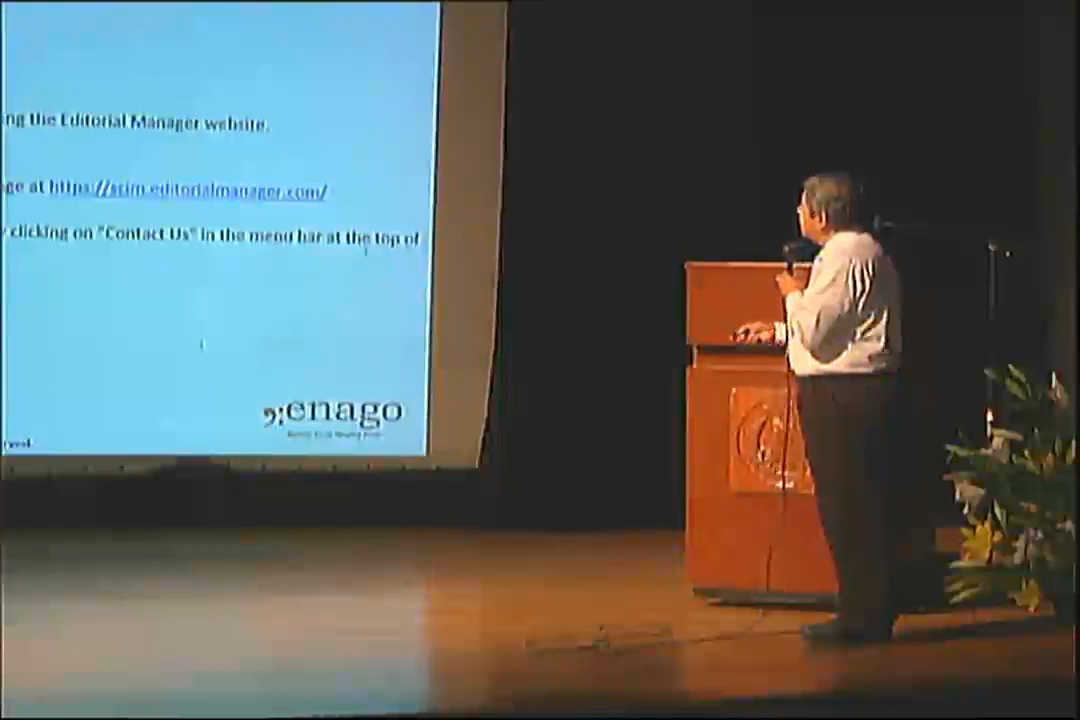 ng the Editorial Manager website.
ge at https://scim.editorialmanager.com/
clicking on "Contact Us" in the menu bar at the top of
enago